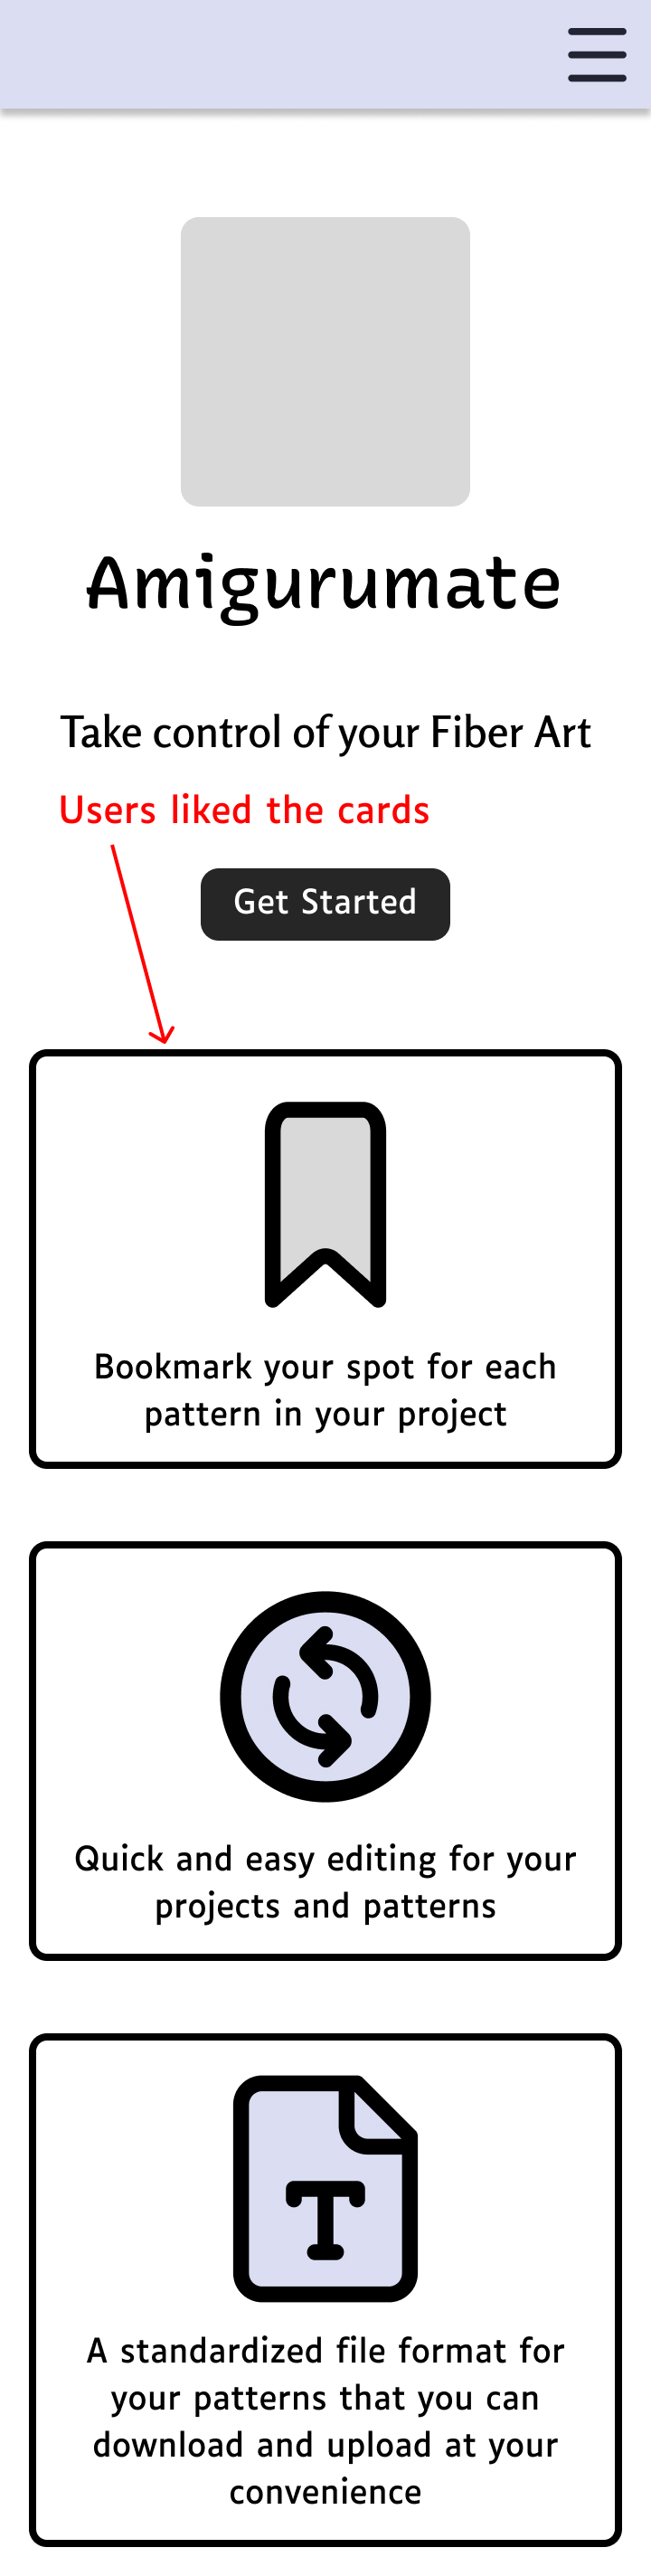 Amigurumate
Take control of your Fiber Art
Users liked the cards
Get Started
Bookmark your spot for each
pattern in your project
Quick and easy editing for your
projects and patterns
T
A standardized file format for
your patterns that you can
download and upload at your
convenience